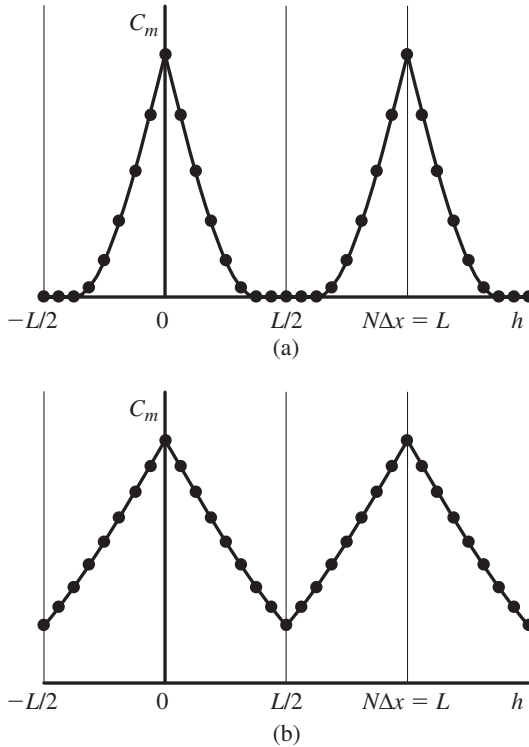 C_m
−L/2 0 L/2 NΔx = L h
(a)
C_m
−L/2 0 L/2 NΔx = L h
(b)